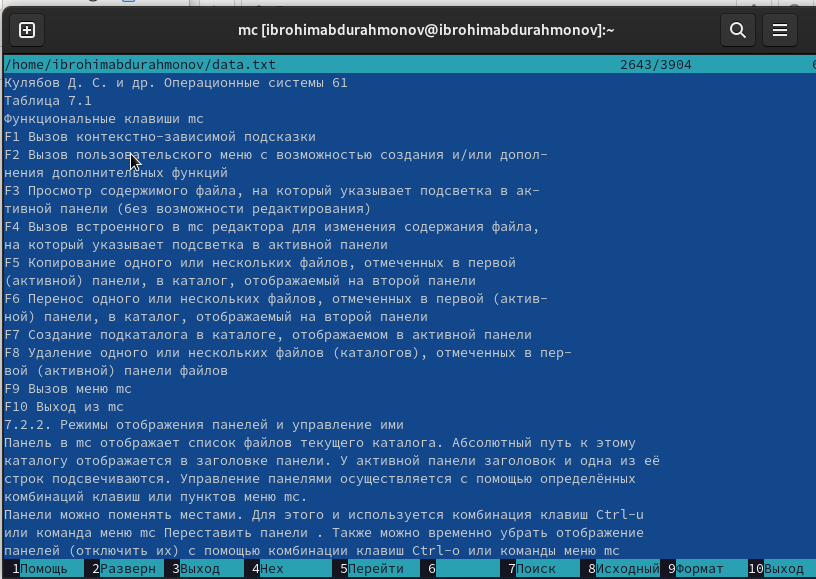 mc [ibrohimabdurahmonov@ibrohimabdurahmonov]:~
/home/ibrohimabdurahmonov/data.txt 2643/3904
Кулябов Д. С. и др. Операционные системы 61
Таблица 7.1
Функциональные клавиши mc
F1 Вызов контекстно-зависимой подсказки
F2 Вызов пользовательского меню с возможностью создания и/или допол-
нения дополнительных функций
F3 Просмотр содержимого файла, на который указывает подсветка в ак-
тивной панели (без возможности редактирования)
F4 Вызов встроенного в mc редактора для изменения содержания файла,
на который указывает подсветка в активной панели
F5 Копирование одного или нескольких файлов, отмеченных в первой
(активной) панели, в каталог, отображаемый на второй панели
F6 Перенос одного или нескольких файлов, отмеченных в первой (актив-
ной) панели, в каталог, отображаемый на второй панели
F7 Создание подкаталога в каталоге, отображаемом в активной панели
F8 Удаление одного или нескольких файлов (каталогов), отмеченных в пер-
вой (активной) панели файлов
F9 Вызов меню mc
F10 Выход из mc
7.2.2. Режимы отображения панелей и управление ими
Панель в mc отображает список файлов текущего каталога. Абсолютный путь к этому
каталогу отображается в заголовке панели. У активной панели заголовок и одна из её
строк подсвечиваются. Управление панелями осуществляется с помощью определённых
комбинаций клавиш или пунктов меню mc.
Панели можно поменять местами. Для этого и используется комбинация клавиш Ctrl-u
или команда меню mc Переставить панели . Также можно временно убрать отображение
панелей (отключить их) с помощью комбинации клавиш Ctrl-o или команды меню mc
1Помощь 2Разверн 3Выход 4Hex 5Перейти 6 7Поиск 8Исходный 9Формат 10Выход